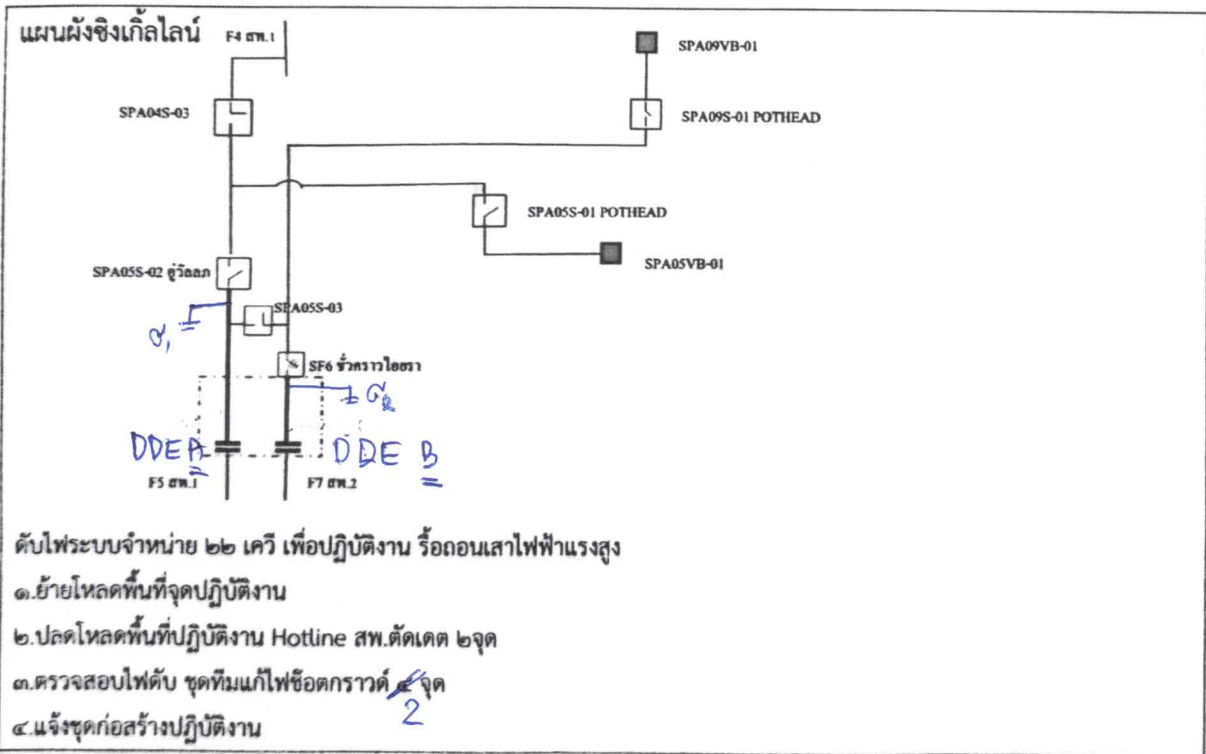 แผนผังซิงเกิ้ลไลน์
F4 สพ.1
SPA09VB-01
SPA04S-03
SPA09S-01 POTHEAD
SPA05S-01 POTHEAD
SPA05VB-01
SPA05S-02 อู่วัลลภ
SPA05S-03
SF6 ชั่วคราวไอยรา
DDE A
DDE B
F5 สพ.1
F7 สพ.2
ดับไฟระบบจำหน่าย ๒๒ เควี เพื่อปฏิบัติงาน รื้อถอนเสาไฟฟ้าแรงสูง
๑.ย้ายโหลดพื้นที่จุดปฏิบัติงาน
๒.ปลดโหลดพื้นที่ปฏิบัติงาน Hotline สพ.ตัดเดต ๒จุด
๓.ตรวจสอบไฟดับ ชุดทีมแก้ไฟช๊อตกราวด์ ๔ จุด
2
๔.แจ้งชุดก่อสร้างปฏิบัติงาน